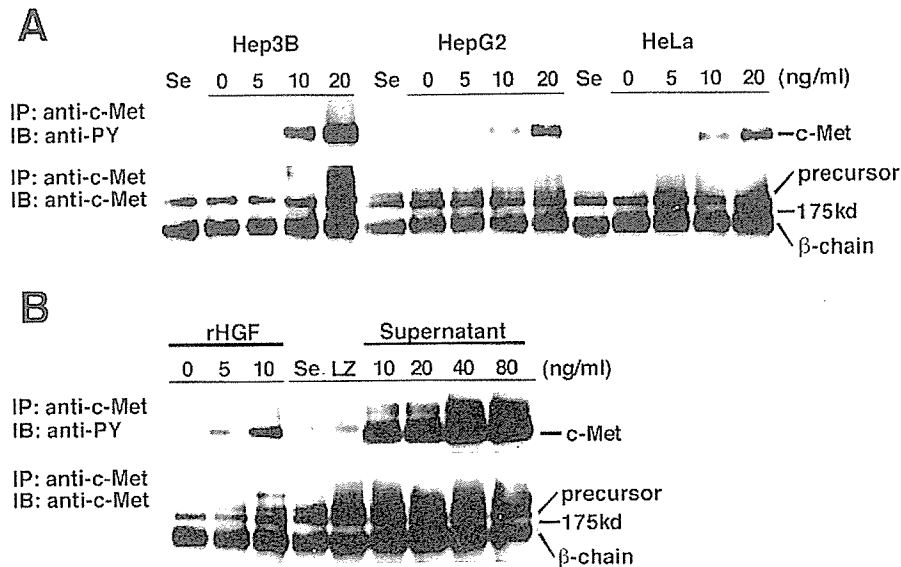 A
Hep3B HepG2 HeLa
Se 0 5 10 20 Se 0 5 10 20 Se 0 5 10 20 (ng/ml)
IP: anti-c-Met
IB: anti-PY
c-Met
IP: anti-c-Met
IB: anti-c-Met
precursor
175kd
β-chain
B
rHGF Supernatant
0 5 10 Se. LZ 10 20 40 80 (ng/ml)
IP: anti-c-Met
IB: anti-PY
c-Met
IP: anti-c-Met
IB: anti-c-Met
precursor
175kd
β-chain